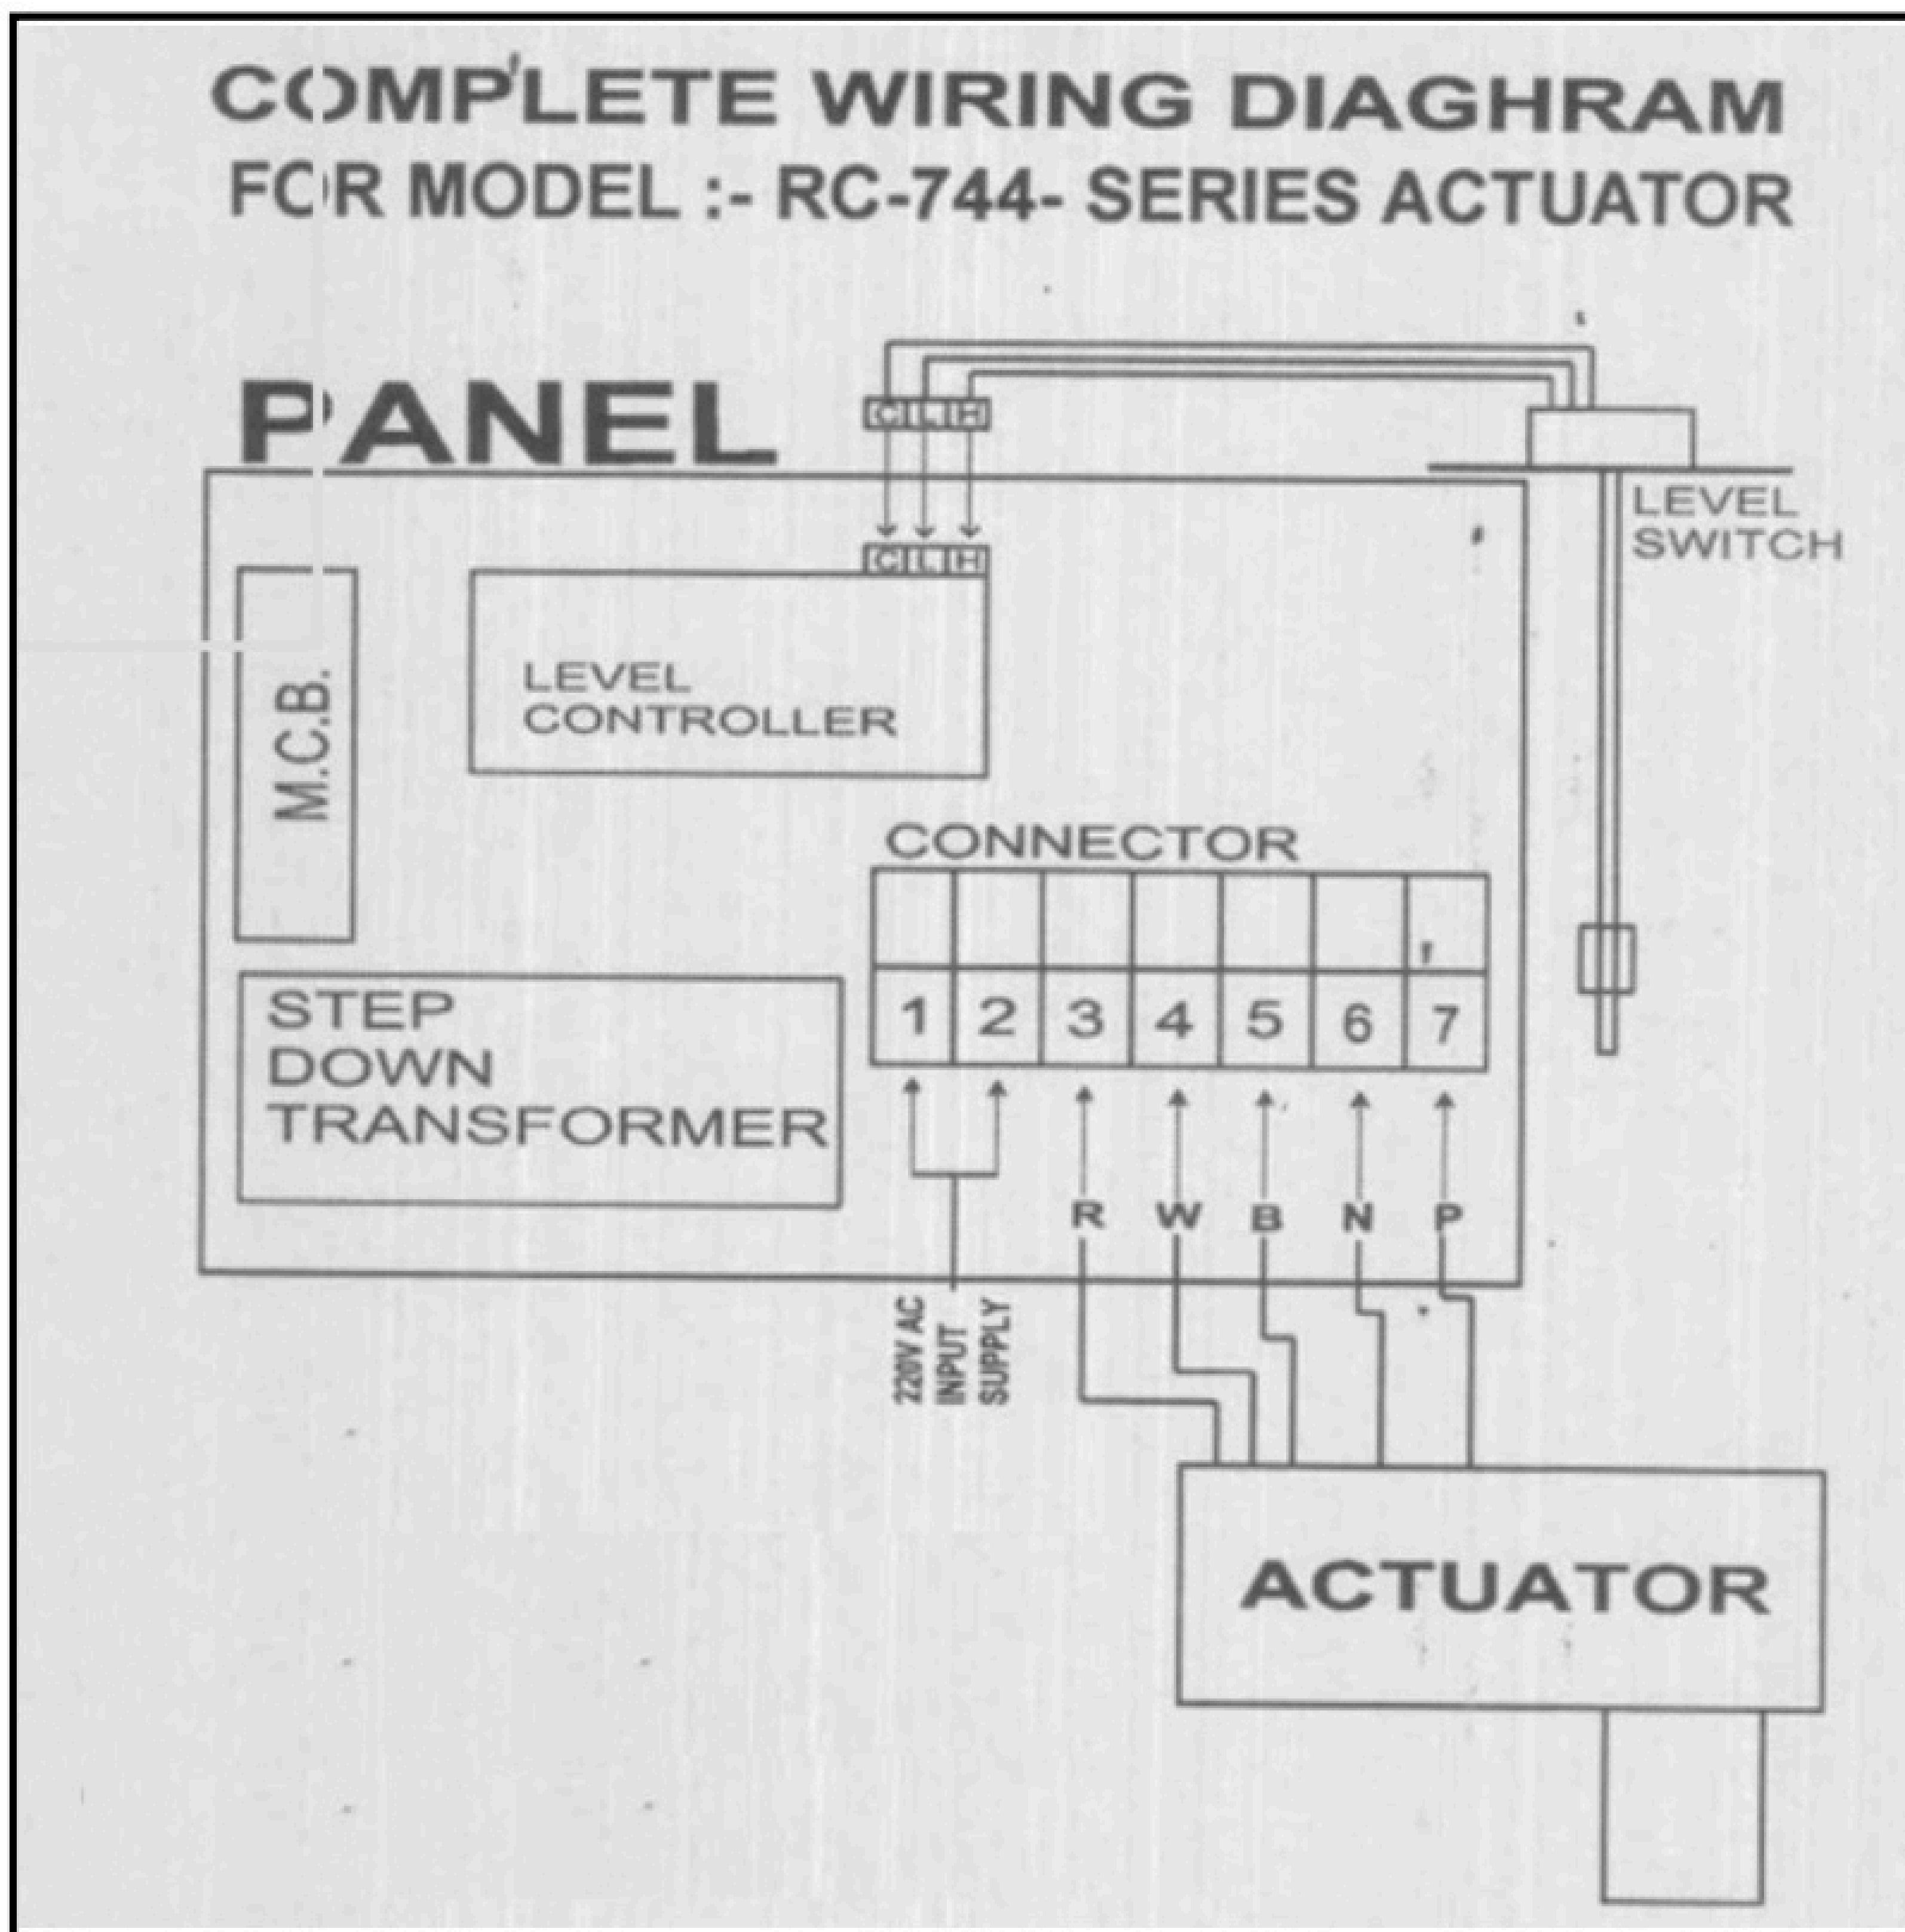 COMPLETE WIRING DIAGHRAM
FOR MODEL :- RC-744- SERIES ACTUATOR
PANEL
C L H
LEVEL
SWITCH
C L H
LEVEL
CONTROLLER
M.C.B.
CONNECTOR
1 2 3 4 5 6 7
STEP
DOWN
TRANSFORMER
R W B N P
220V AC
INPUT
SUPPLY
ACTUATOR